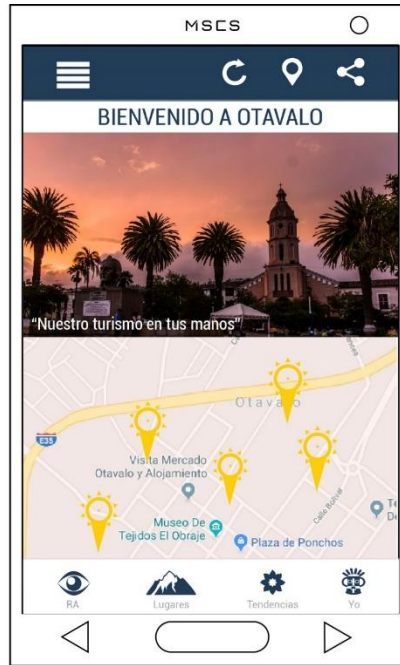 MSCS
BIENVENIDO A OTAVALO
"Nuestro turismo en tus manos"
Otavalo
E35
Visita Mercado
Otavalo y Alojamiento
Calle Bolívar
Museo De
Tejidos El Obraje
Plaza de Ponchos
RA
Lugares
Tendencias
Yo